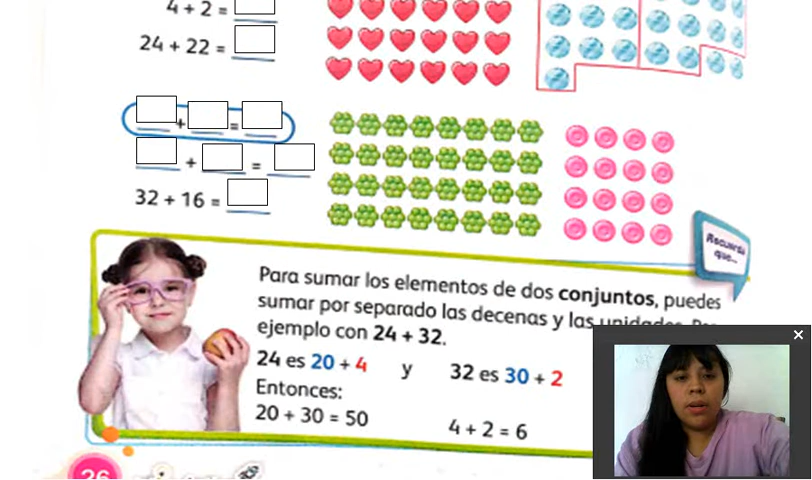 4 + 2 =
24 + 22 =
+ =
+ =
32 + 16 =
Recuerda
que...
Para sumar los elementos de dos conjuntos, puedes
sumar por separado las decenas y las unidades.
ejemplo con 24 + 32.
24 es 20 + 4 y 32 es 30 + 2
Entonces:
20 + 30 = 50 4 + 2 = 6
26